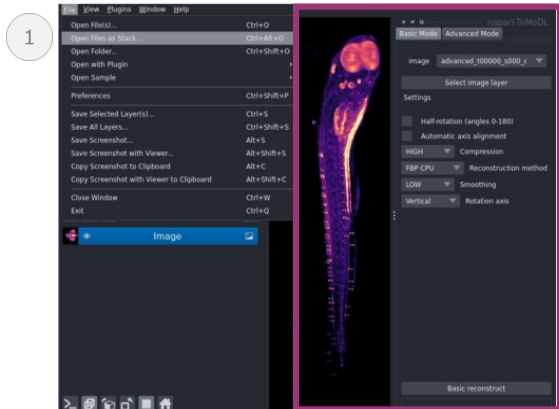 1
File View Plugins Window Help
Open File(s)... Ctrl+O
Open Files as Stack... Ctrl+Alt+O
Open Folder... Ctrl+Shift+O
Open with Plugin
Open Sample
Preferences Ctrl+Shift+P
Save Selected Layer(s)... Ctrl+S
Save All Layers... Ctrl+Shift+S
Save Screenshot... Alt+S
Save Screenshot with Viewer... Alt+Shift+S
Copy Screenshot to Clipboard Alt+C
Copy Screenshot with Viewer to Clipboard Alt+Shift+C
Close Window Ctrl+W
Exit Ctrl+Q
Image
napari-ToMoDL
Basic Mode Advanced Mode
image advanced_t00000_s000_c
Select image layer
Settings
Half-rotation (angles 0-180)
Automatic axis alignment
HIGH Compression
FBP CPU Reconstruction method
LOW Smoothing
Vertical Rotation axis
Basic reconstruct